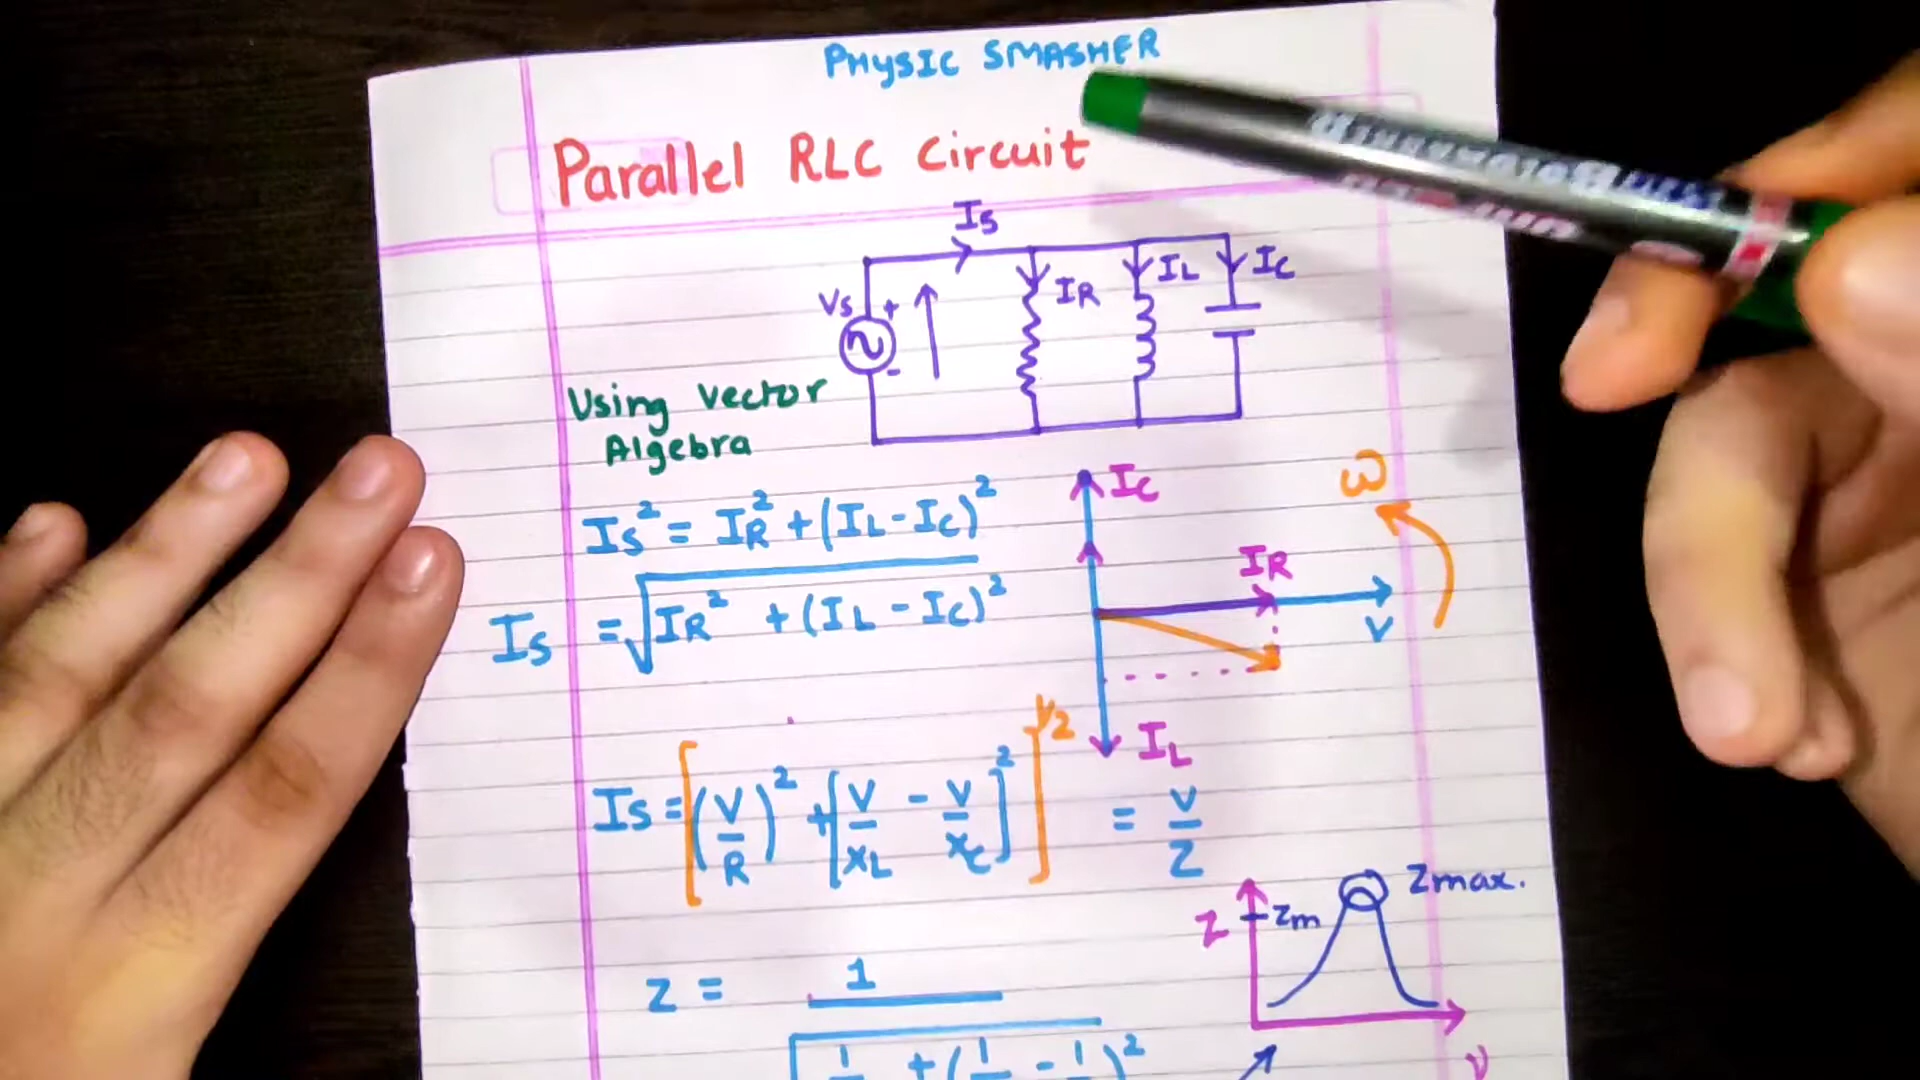 PHYSIC SMASHER
Parallel RLC Circuit
Is
Vs + -
IR
IL
Ic
Using Vector
Algebra
Is² = IR² + (IL - Ic)²
Is = √IR² + (IL - Ic)²
Ic
ω
IR
V
IL
Is = [(V/R)² + [V/XL - V/Xc]²]^1/2 = V/Z
Z
Zm
Zmax.
ν
Z = 1